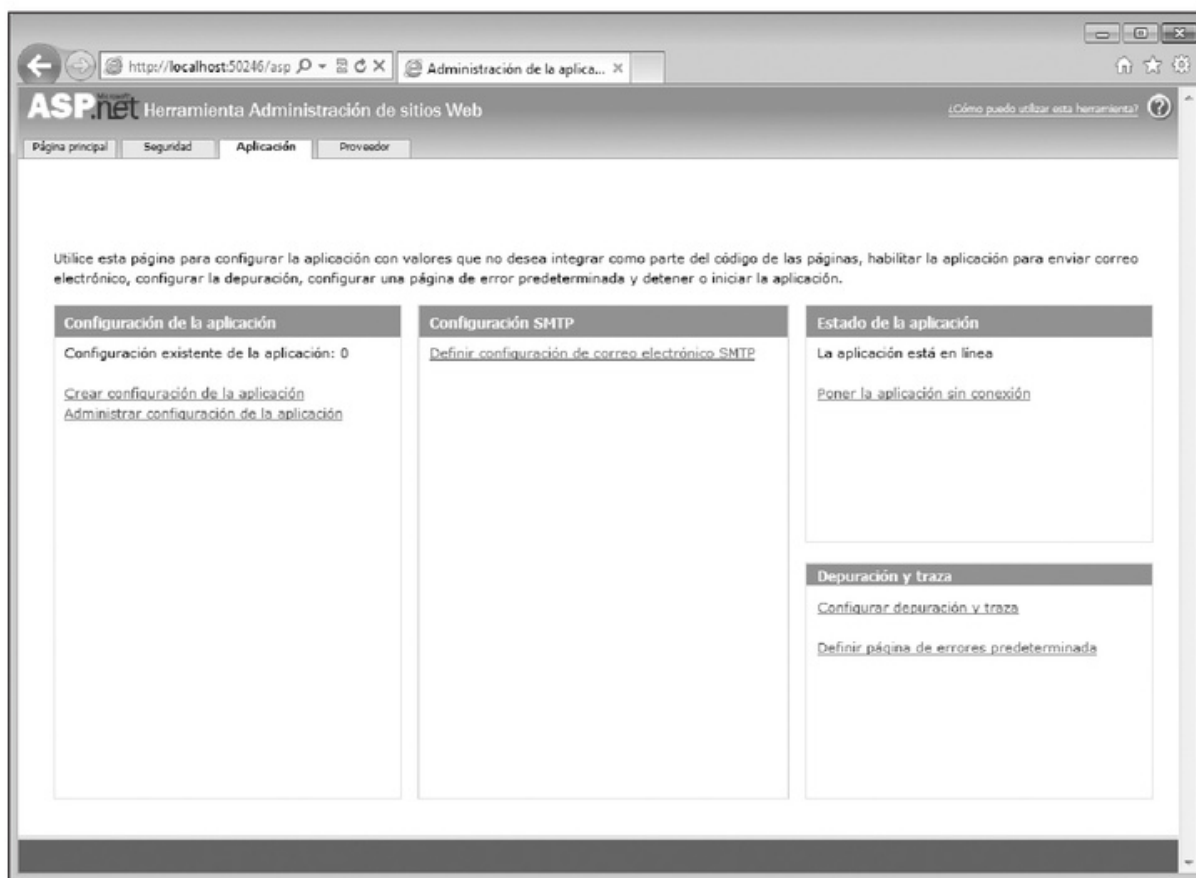 http://localhost:50246/asp
Administración de la aplica...
Microsoft
ASP.net Herramienta Administración de sitios Web
¿Cómo puedo utilizar esta herramienta? ?
Página principal Seguridad Aplicación Proveedor
Utilice esta página para configurar la aplicación con valores que no desea integrar como parte del código de las páginas, habilitar la aplicación para enviar correo
electrónico, configurar la depuración, configurar una página de error predeterminada y detener o iniciar la aplicación.
Configuración de la aplicación
Configuración existente de la aplicación: 0
Crear configuración de la aplicación
Administrar configuración de la aplicación
Configuración SMTP
Definir configuración de correo electrónico SMTP
Estado de la aplicación
La aplicación está en línea
Poner la aplicación sin conexión
Depuración y traza
Configurar depuración y traza
Definir página de errores predeterminada